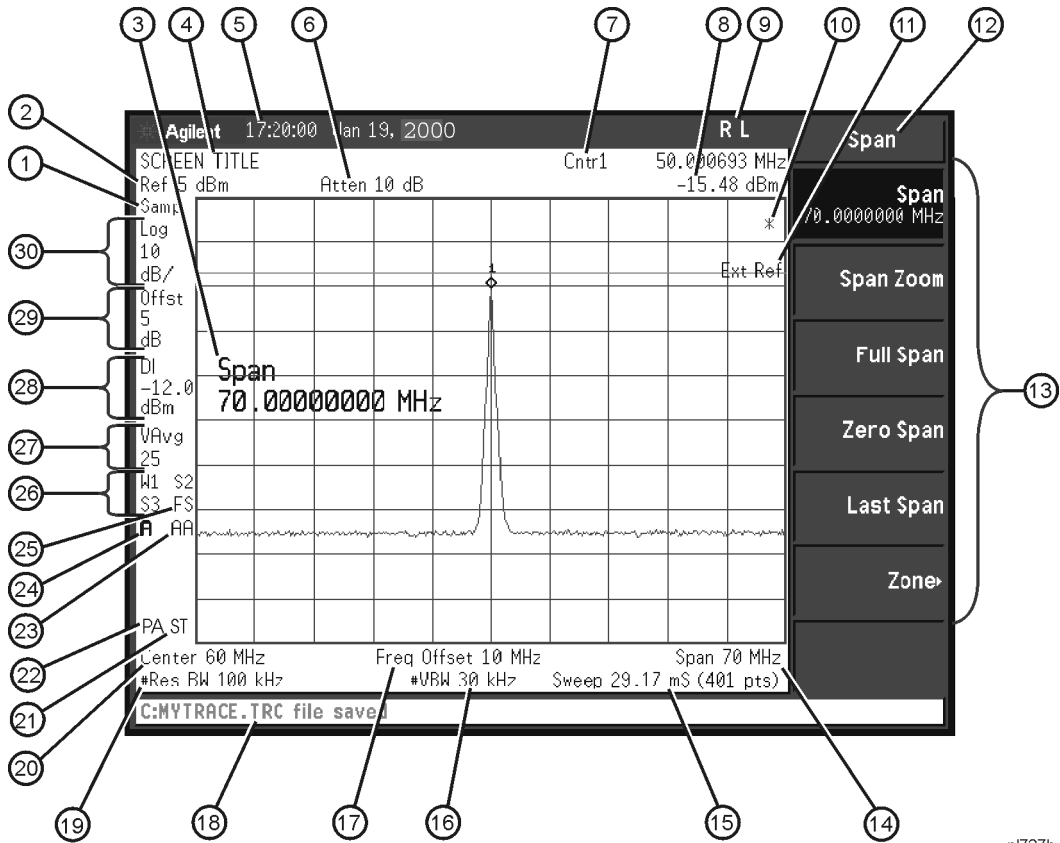 3 4 5 6 7 8 9 10 11 12
2
1
30
29
28
27
26
25
24
23
22
21
20
19 18 17 16 15 14
13
Agilent 17:20:00 Jan 19, 2000 R L
SCREEN TITLE Cntr1 50.000693 MHz
Ref 5 dBm Atten 10 dB -15.48 dBm
Samp
Log
10
dB/
Offst
5
dB
DI
-12.0
dBm
VAvg
25
W1 S2
S3 FS
A AA
PA ST
*
Ext Ref
1
Span
70.00000000 MHz
Center 60 MHz Freq Offset 10 MHz Span 70 MHz
#Res BW 100 kHz #VBW 30 kHz Sweep 29.17 mS (401 pts)
C:MYTRACE.TRC file saved
Span
Span
70.0000000 MHz
Span Zoom
Full Span
Zero Span
Last Span
Zone